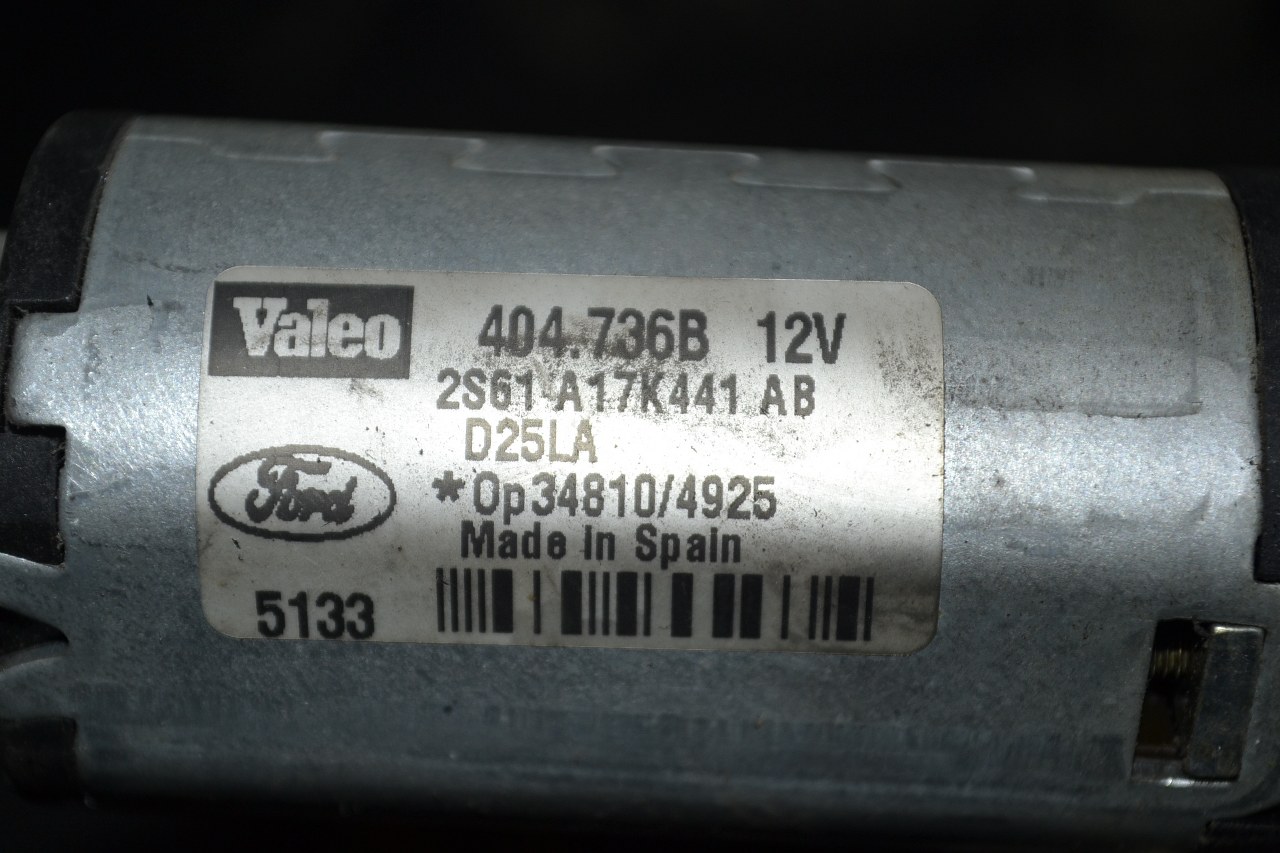 Valeo
404.736B 12V
2S61-A17K441 AB
D25LA
Ford
*Op34810/4925
Made in Spain
5133